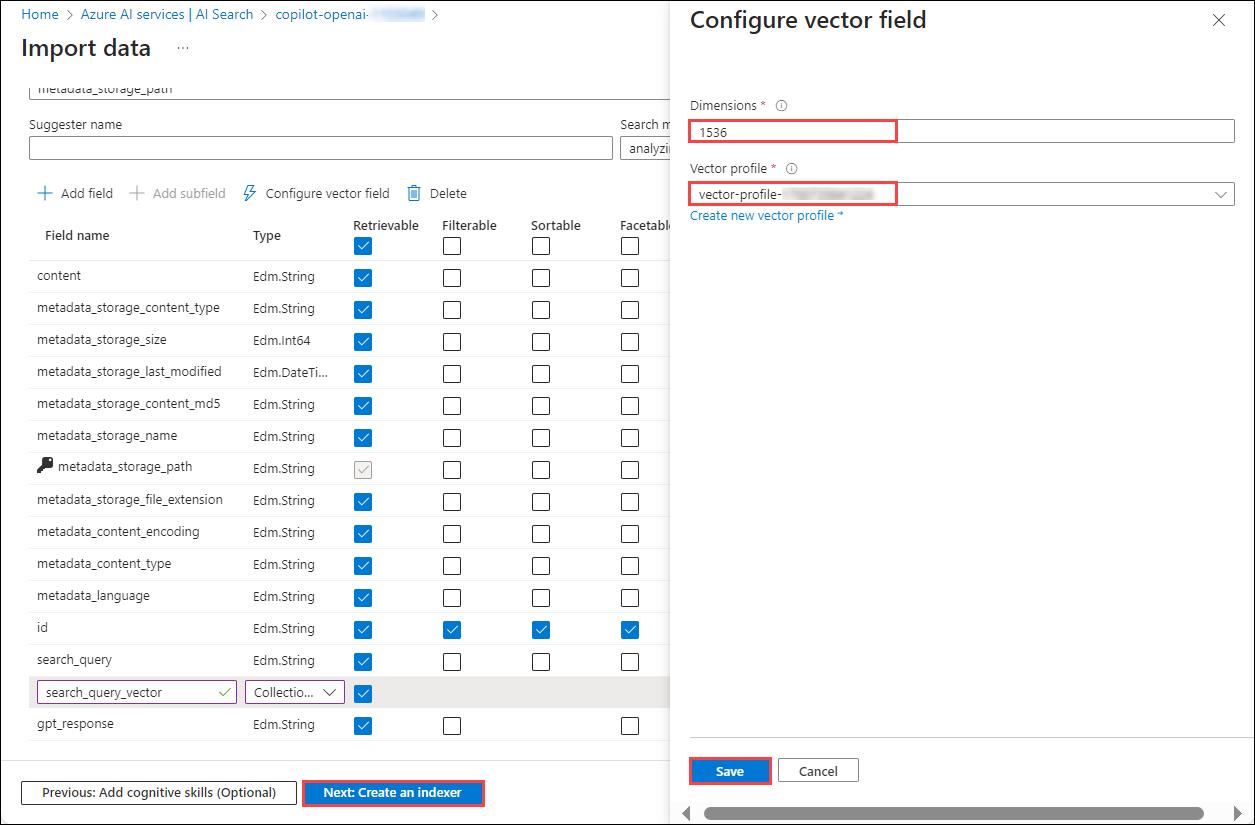 Home > Azure AI services | AI Search > copilot-openai- >
Import data ...
metadata_storage_path
Suggester name
Search m
analyzin
Add field Add subfield Configure vector field Delete
Field name Type Retrievable Filterable Sortable Facetable
content Edm.String
metadata_storage_content_type Edm.String
metadata_storage_size Edm.Int64
metadata_storage_last_modified Edm.DateTi...
metadata_storage_content_md5 Edm.String
metadata_storage_name Edm.String
metadata_storage_path Edm.String
metadata_storage_file_extension Edm.String
metadata_content_encoding Edm.String
metadata_content_type Edm.String
metadata_language Edm.String
id Edm.String
search_query Edm.String
search_query_vector Collectio...
gpt_response Edm.String
Previous: Add cognitive skills (Optional) Next: Create an indexer
Configure vector field
Dimensions *
1536
Vector profile *
vector-profile-
Create new vector profile *
Save Cancel